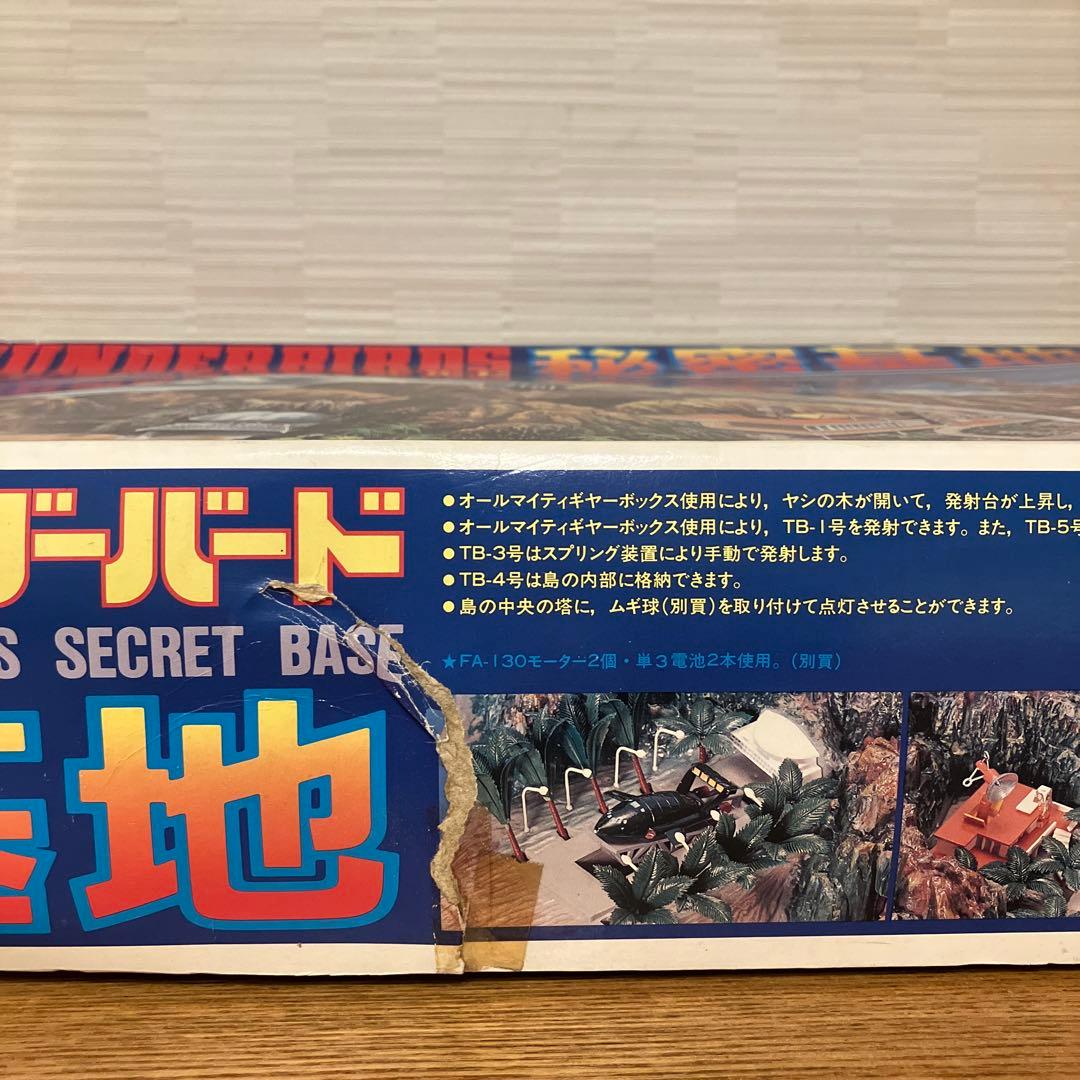 UNDERBIRDS 秘密基地
ダーバード
S SECRET BASE
基地
●オールマイティギヤーボックス使用により，ヤシの木が開いて，発射台が上昇し，
●オールマイティギヤーボックス使用により，TB-1号を発射できます。また，TB-5号
●TB-3号はスプリング装置により手動で発射します。
●TB-4号は島の内部に格納できます。
●島の中央の塔に，ムギ球（別買）を取り付けて点灯させることができます。
★FA-130モーター2個・単3電池2本使用。（別買）